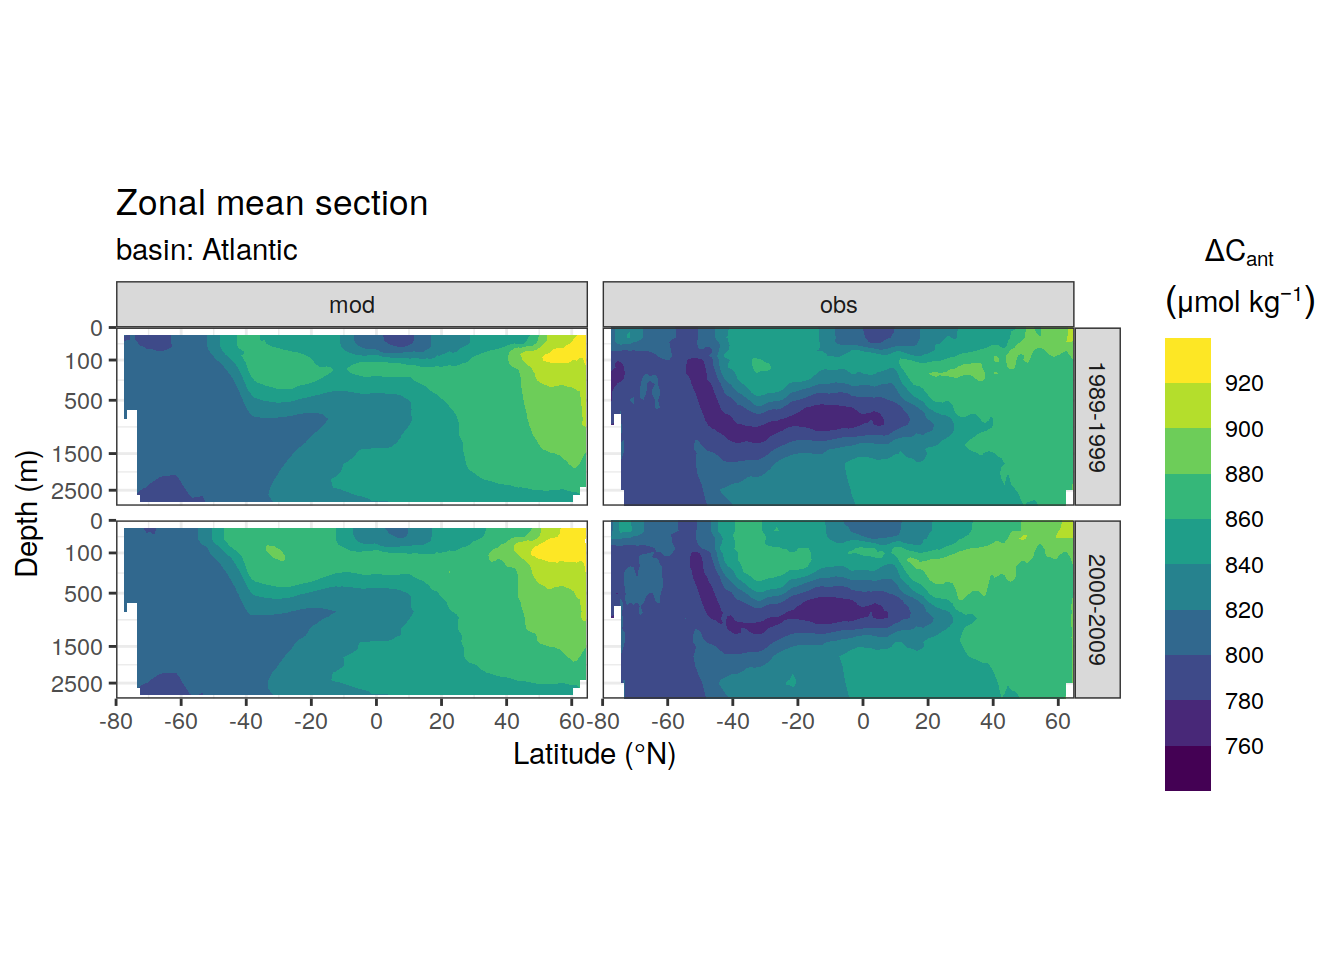 Zonal mean section
basin: Atlantic
mod
obs
0
100
500
1500
2500
0
100
500
1500
2500
1989-1999
2000-2009
Depth (m)
-80 -60 -40 -20 0 20 40 60
-80 -60 -40 -20 0 20 40 60
Latitude (°N)
ΔCant
(μmol kg−1)
920
900
880
860
840
820
800
780
760